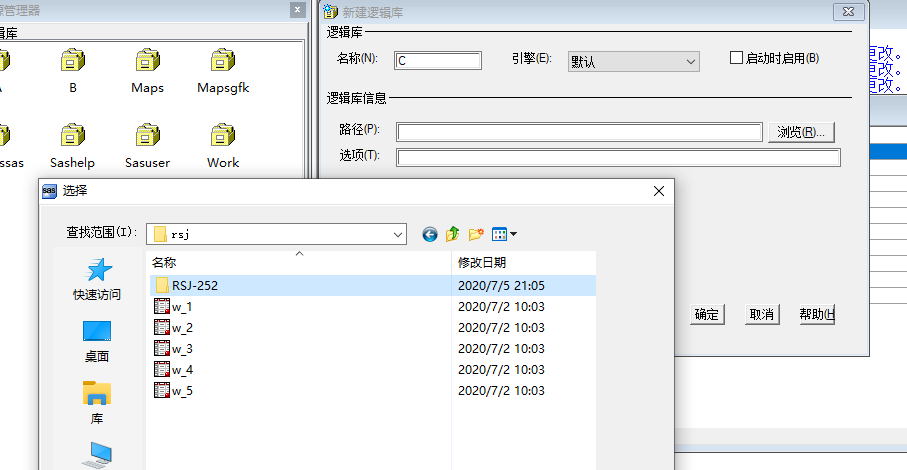 源管理器
新建逻辑库
辑库
逻辑库
名称(N):
C
引擎(E):
默认
启动时启用(B)
A
B
Maps
Mapsgfk
逻辑库信息
路径(P):
浏览(R)...
选项(T):
ssas
Sashelp
Sasuser
Work
更改。
更改。
更改。
sas 选择
查找范围(I):
rsj
名称
修改日期
快速访问
RSJ-252
2020/7/5 21:05
w_1
2020/7/2 10:03
w_2
2020/7/2 10:03
桌面
w_3
2020/7/2 10:03
w_4
2020/7/2 10:03
库
w_5
2020/7/2 10:03
确定
取消
帮助(H